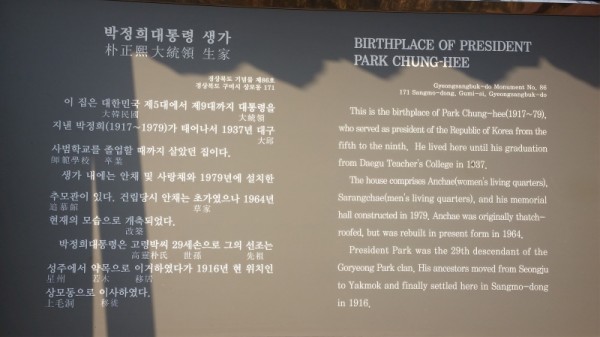 박정희대통령 생가
朴正熙 大統領 生家
경상북도 기념물 제86호
경상북도 구미시 상모동 171
이 집은 대한민국 제5대에서 제9대까지 대통령을
大韓民國 大統領
지낸 박정희(1917~1979)가 태어나서 1937년 대구
大邱
사범학교를 졸업할 때까지 살았던 집이다.
師範學校 卒業
생가 내에는 안채 및 사랑채와 1979년에 설치한
추모관이 있다. 건립당시 안채는 초가였으나 1964년
追慕館 草家
현재의 모습으로 개축되었다.
改築
박정희대통령은 고령박씨 29세손으로 그의 선조는
高靈朴氏 世孫 先祖
성주에서 약목으로 이거하였다가 1916년 현 위치인
星州 若木 移居
상모동으로 이사하였다.
上毛洞 移徙
BIRTHPLACE OF PRESIDENT
PARK CHUNG-HEE
Gyeongsangbuk-do Monument No. 86
171 Sangmo-dong, Gumi-si, Gyeongsangbuk-do
This is the birthplace of Park Chung-hee(1917~79),
who served as president of the Republic of Korea from the
fifth to the ninth. He lived here until his graduation
from Daegu Teacher's College in 1937.
The house comprises Anchae(women's living quarters),
Sarangchae(men's living quarters), and his memorial
hall constructed in 1979. Anchae was originally thatch-
roofed, but was rebuilt in present form in 1964.
President Park was the 29th descendant of the
Goryeong Park clan. His ancestors moved from Seongju
to Yakmok and finally settled here in Sangmo-dong
in 1916.